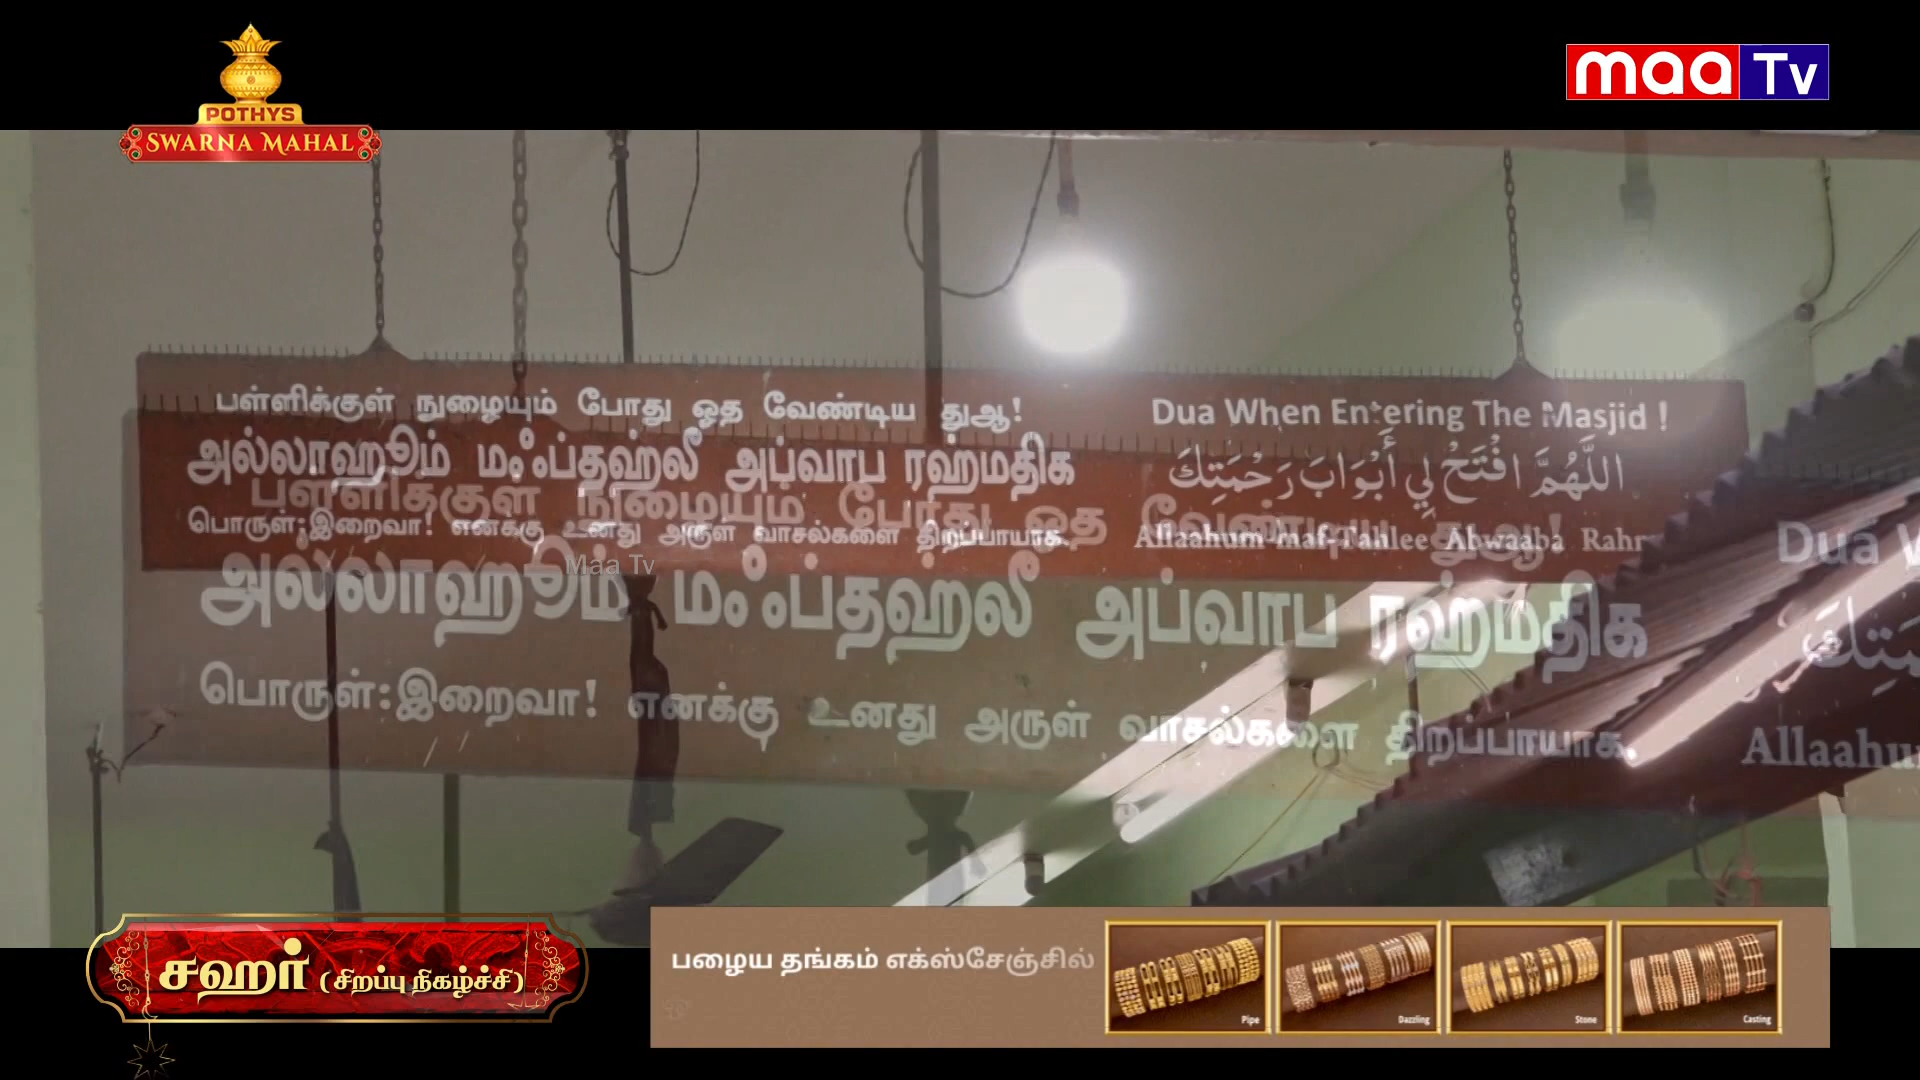 POTHYS
SWARNA MAHAL
maa Tv
பள்ளிக்குள் நுழையும் போது ஓத வேண்டிய துஆ!
அல்லாஹூம் மஃப்தஹ்லீ அப்வாப ரஹ்மதிக
பொருள்:இறைவா! எனக்கு உனது அருள் வாசல்களை திறப்பாயாக.
Dua When Entering The Masjid !
اللَّهُمَّ افْتَحْ لِي أَبْوَابَ رَحْمَتِكَ
Allaahum-maf-Tahlee Abwaaba
பள்ளிக்குள் நுழையும் போது ஓத வேண்டிய துஆ!
அல்லாஹூம் மஃப்தஹ்லீ அப்வாப ரஹ்மதிக
பொருள்:இறைவா! எனக்கு உனது அருள் வாசல்களை திறப்பாயாக.
Dua
Maa Tv
சஹர் (சிறப்பு நிகழ்ச்சி)
பழைய தங்கம் எக்ஸ்சேஞ்சில்
Pipe
Dazzling
Stone
Casting